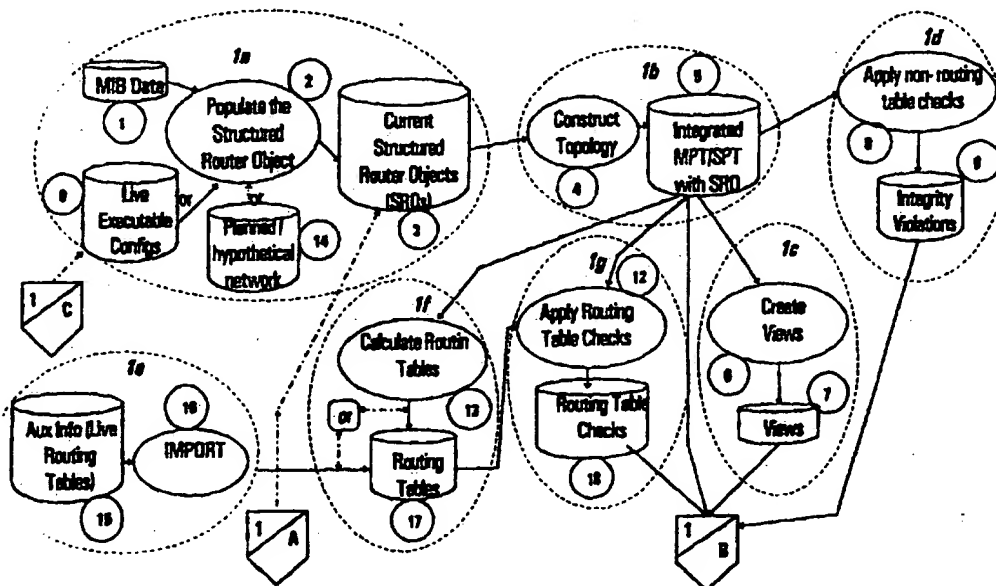 1a
MIB Data
1
2
Populate the
Structured
Router Object
Current
Structured
Router Objects
(SROs)
3
9
Live
Executable
Configs
or
or
Planned /
hypothetical
network
14
1
C
1b
5
Construct
Topology
4
Integrated
MPT/SPT
with SRO
1d
Apply non-routing
table checks
8
Integrity
Violations
1e
Aux Info (Live
Routing
Tables)
15
16
IMPORT
1
A
1f
Calculate Routin
Tables
13
or
Routing
Tables
17
1g
12
Apply Routing
Table Checks
Routing Table
Checks
18
1c
Create
Views
6
7
Views
1
B